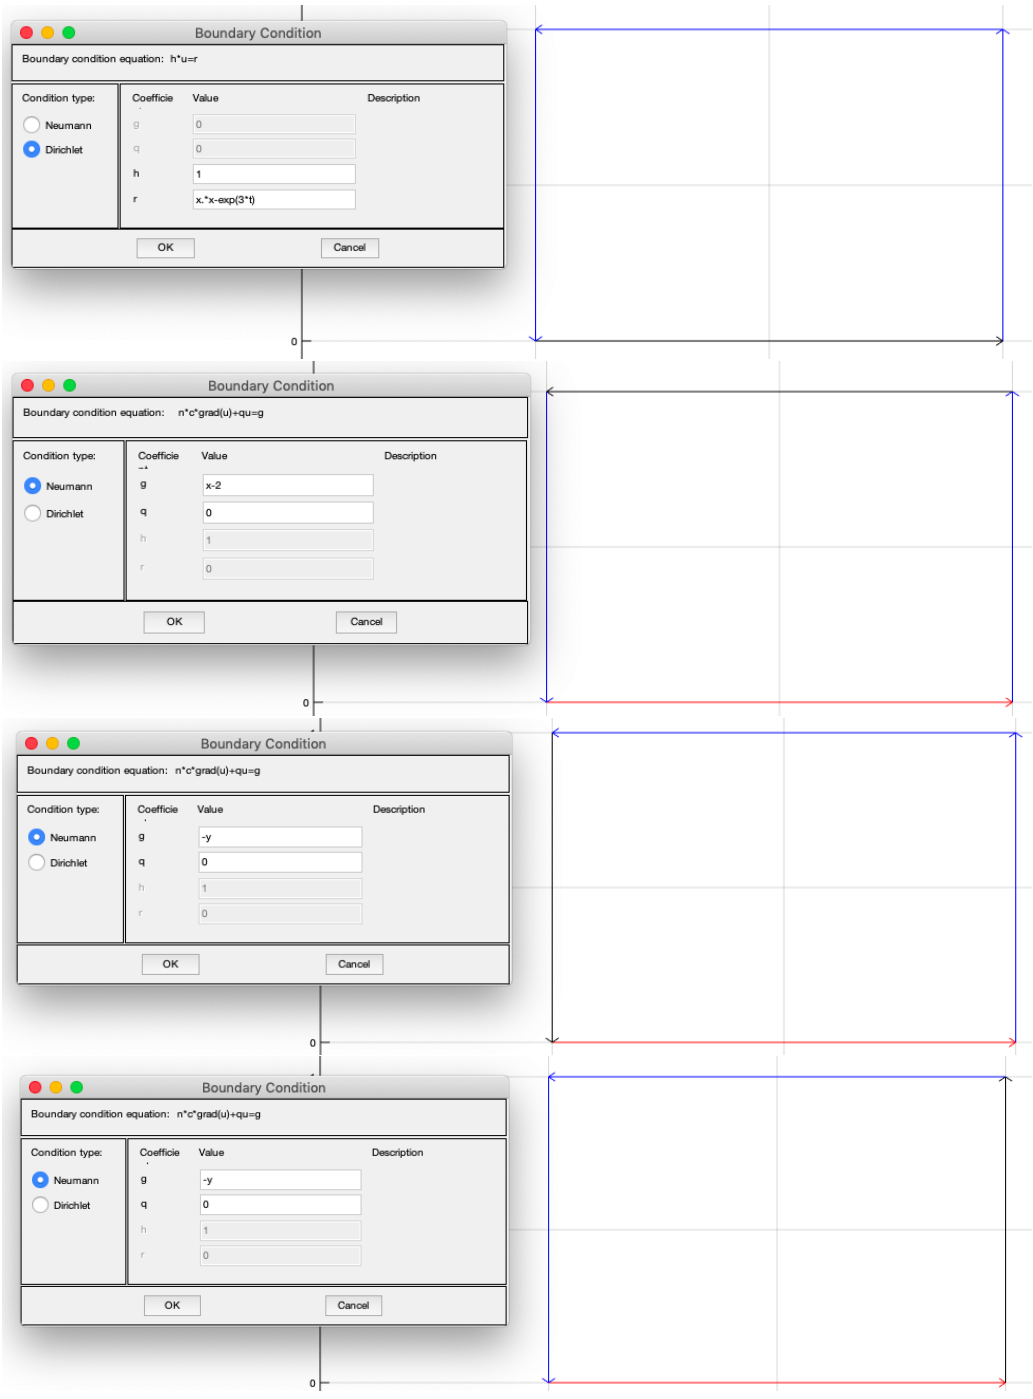 Boundary Condition
Boundary condition equation: h*u=r
Condition type: Coefficie Value Description
Neumann g 0
Dirichlet q 0
h 1
r x.*x-exp(3*t)
OK Cancel
0
Boundary Condition
Boundary condition equation: n*c*grad(u)+qu=g
Condition type: Coefficie Value Description
Neumann g x-2
Dirichlet q 0
h 1
r 0
OK Cancel
0
Boundary Condition
Boundary condition equation: n*c*grad(u)+qu=g
Condition type: Coefficie Value Description
Neumann g -y
Dirichlet q 0
h 1
r 0
OK Cancel
0
Boundary Condition
Boundary condition equation: n*c*grad(u)+qu=g
Condition type: Coefficie Value Description
Neumann g -y
Dirichlet q 0
h 1
r 0
OK Cancel
0